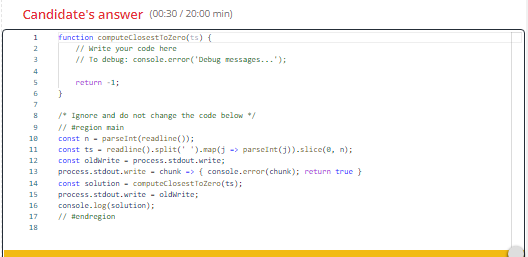 Candidate's answer (00:30 / 20:00 min)
1 function computeClosestToZero(ts) {
2 // Write your code here
3 // To debug: console.error('Debug messages...');
4
5 return -1;
6 }
7
8 /* Ignore and do not change the code below */
9 // #region main
10 const n = parseInt(readline());
11 const ts = readline().split(' ').map(j => parseInt(j)).slice(0, n);
12 const oldWrite = process.stdout.write;
13 process.stdout.write = chunk => { console.error(chunk); return true }
14 const solution = computeClosestToZero(ts);
15 process.stdout.write = oldWrite;
16 console.log(solution);
17 // #endregion
18